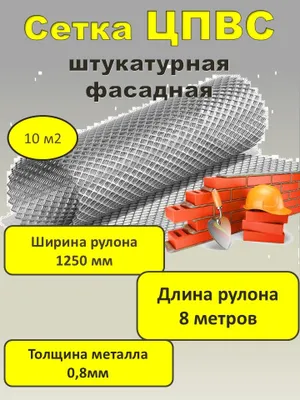 Сетка ЦПВС
штукатурная
фасадная
10 м2
Ширина рулона
1250 мм
Длина рулона
8 метров
Толщина металла
0,8мм